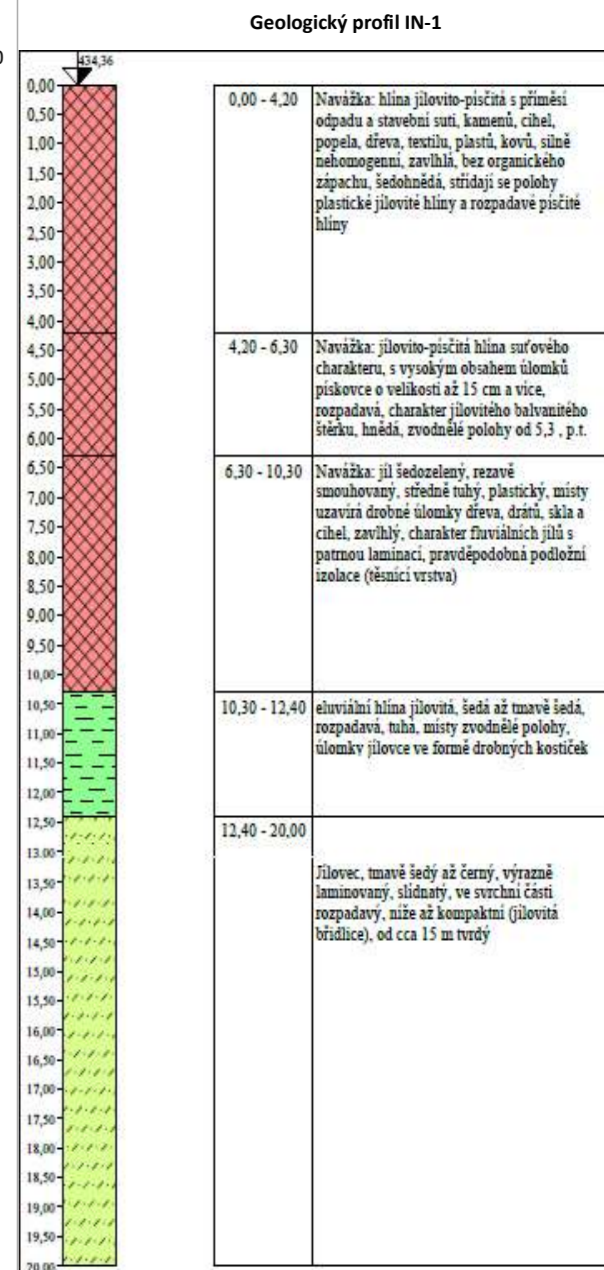 Geologický profil IN-1
0
434,36
0,00
0,50
1,00
1,50
2,00
2,50
3,00
3,50
4,00
4,50
5,00
5,50
6,00
6,50
7,00
7,50
8,00
8,50
9,00
9,50
10,00
10,50
11,00
11,50
12,00
12,50
13,00
13,50
14,00
14,50
15,00
15,50
16,00
16,50
17,00
17,50
18,00
18,50
19,00
19,50
20,00
0,00 - 4,20
Navážka: hlína jílovito-písčitá s příměsí
odpadu a stavební suti, kamenů, cihel,
popela, dřeva, textilu, plastů, kovů, silně
nehomogenní, zavlhlá, bez organického
zápachu, šedohnědá, střídají se polohy
plastické jílovité hlíny a rozpadavé písčité
hlíny
4,20 - 6,30
Navážka: jílovito-písčitá hlína suťového
charakteru, s vysokým obsahem úlomků
pískovce o velikosti až 15 cm a více,
rozpadavá, charakter jílovitého balvanitého
štěrku, hnědá, zvodnělé polohy od 5,3 , p.t.
6,30 - 10,30
Navážka: jíl šedozelený, rezavě
smouhovaný, středně tuhý, plastický, místy
uzavírá drobné úlomky dřeva, drátů, skla a
cihel, zavlhlý, charakter fluviálních jílů s
patrnou laminací, pravděpodobná podložní
izolace (těsnící vrstva)
10,30 - 12,40
eluviální hlína jílovitá, šedá až tmavě šedá,
rozpadavá, tuhá, místy zvodnělé polohy,
úlomky jílovce ve formě drobných kostiček
12,40 - 20,00
Jílovec, tmavě šedý až černý, výrazně
laminovaný, slídnatý, ve svrchní části
rozpadavý, níže až kompaktní (jílovitá
břidlice), od cca 15 m tvrdý